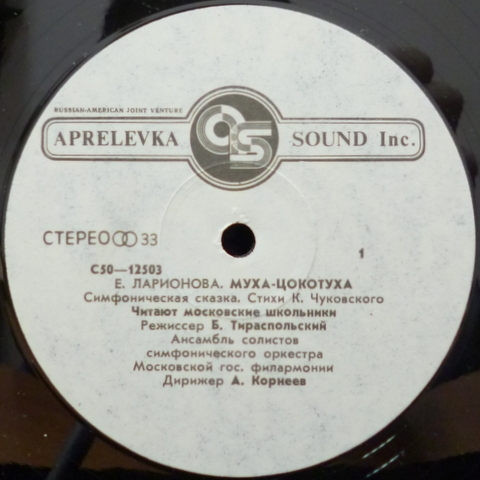 RUSSIAN-AMERICAN JOINT VENTURE
APRELEVKA SOUND Inc.
СТЕРЕО 33
1
С50—12503
Е. ЛАРИОНОВА. МУХА-ЦОКОТУХА
Симфоническая сказка. Стихи К. Чуковского
Читают московские школьники
Режиссер Б. Тираспольский
Ансамбль солистов
симфонического оркестра
Московской гос. филармонии
Дирижер А. Корнеев